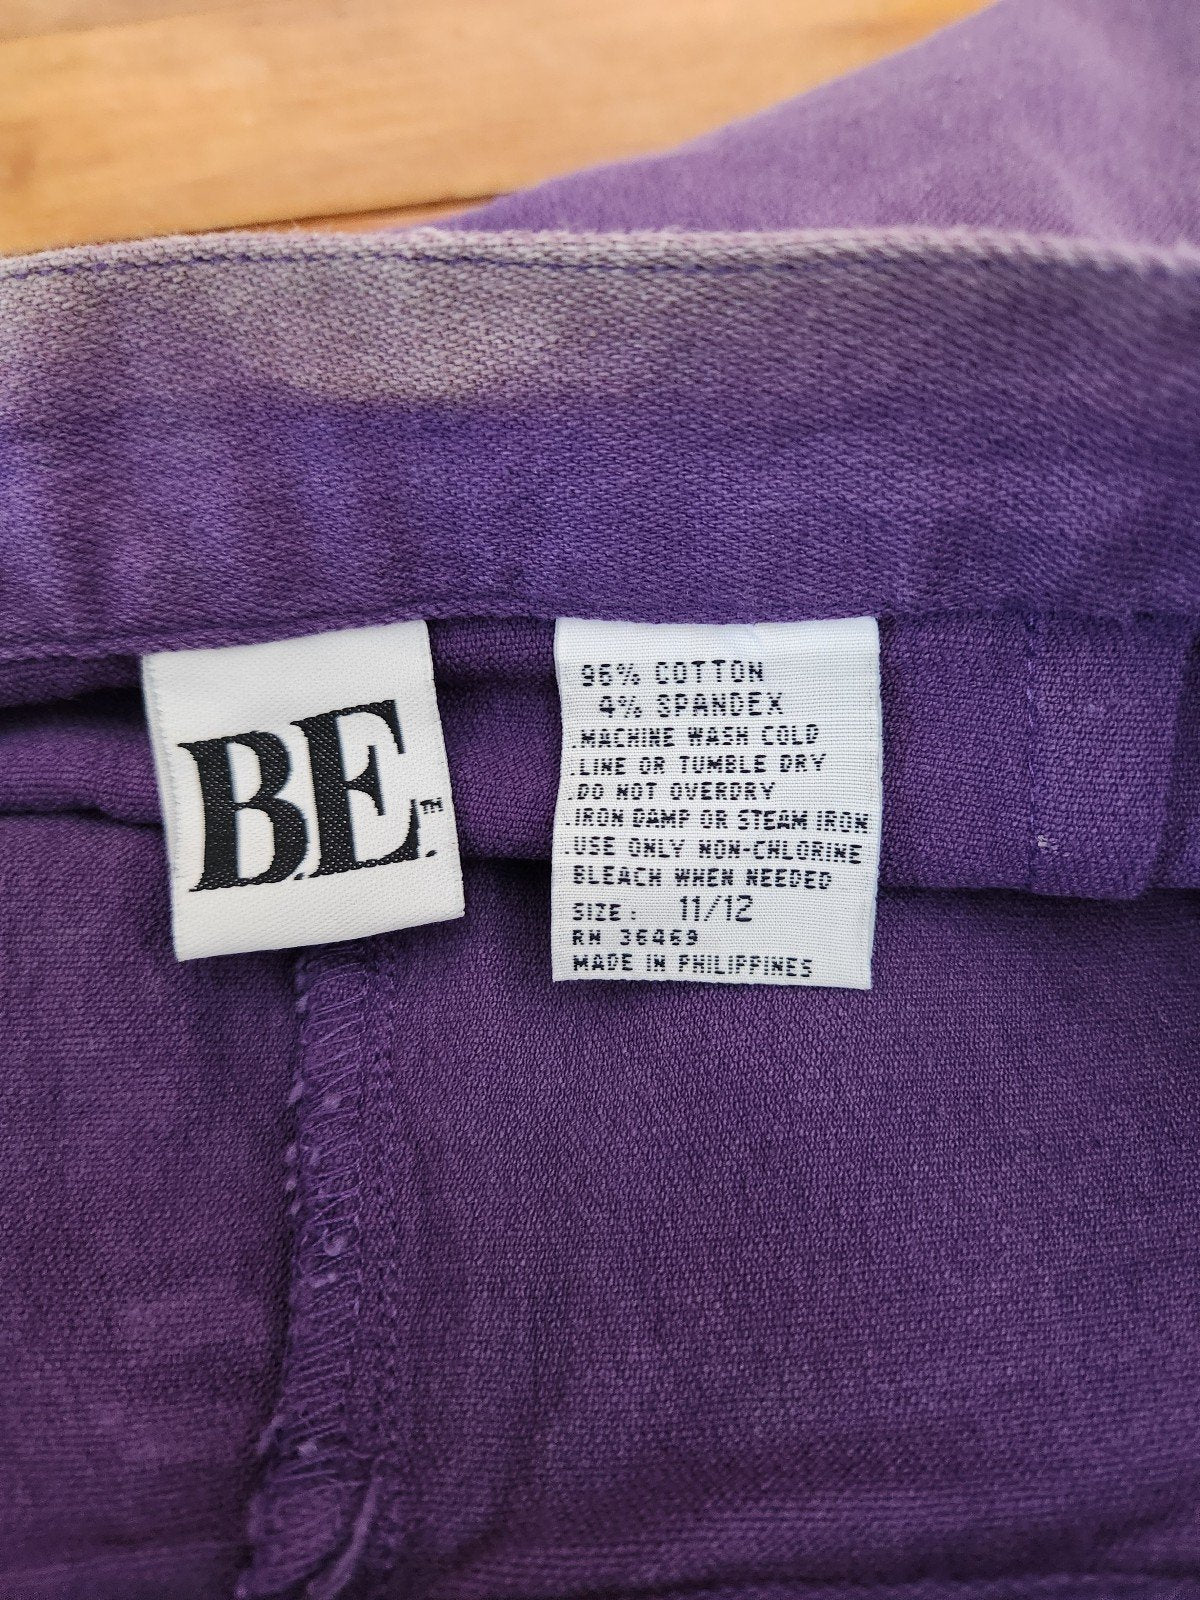 B.E.™
96% COTTON
4% SPANDEX
.MACHINE WASH COLD
.LINE OR TUMBLE DRY
.DO NOT OVERDRY
.IRON DAMP OR STEAM IRON
USE ONLY NON-CHLORINE
BLEACH WHEN NEEDED
SIZE: 11/12
RN 36469
MADE IN PHILIPPINES